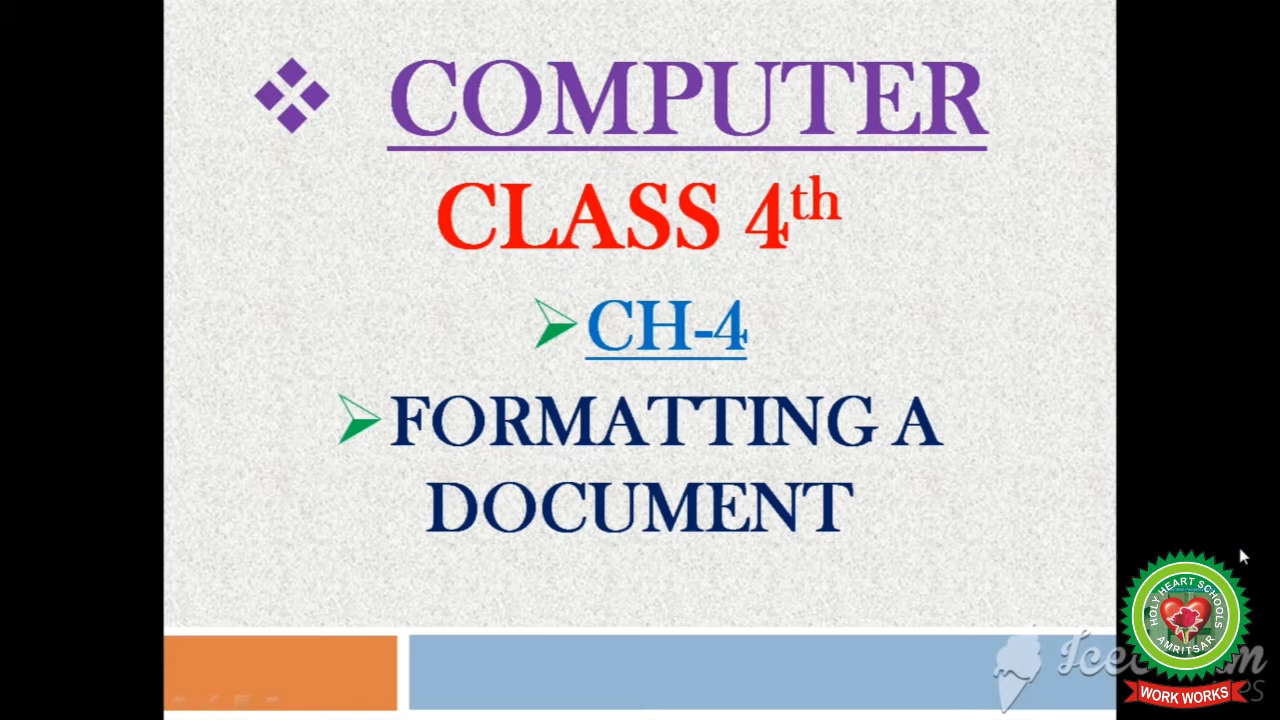 COMPUTER
CLASS 4th
CH-4
FORMATTING A
DOCUMENT
HOLY HEART SCHOOLS
AMRITSAR
WORK WORKS